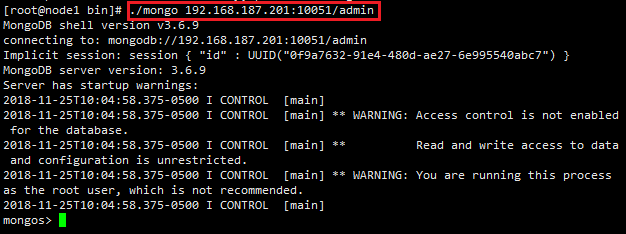 [root@node1 bin]# ./mongo 192.168.187.201:10051/admin
MongoDB shell version v3.6.9
connecting to: mongodb://192.168.187.201:10051/admin
Implicit session: session { "id" : UUID("0f9a7632-91e4-480d-ae27-6e995540abc7") }
MongoDB server version: 3.6.9
Server has startup warnings:
2018-11-25T10:04:58.375-0500 I CONTROL  [main]
2018-11-25T10:04:58.375-0500 I CONTROL  [main] ** WARNING: Access control is not enabled
 for the database.
2018-11-25T10:04:58.375-0500 I CONTROL  [main] **          Read and write access to data
and configuration is unrestricted.
2018-11-25T10:04:58.375-0500 I CONTROL  [main] ** WARNING: You are running this process
as the root user, which is not recommended.
2018-11-25T10:04:58.375-0500 I CONTROL  [main]
mongos>